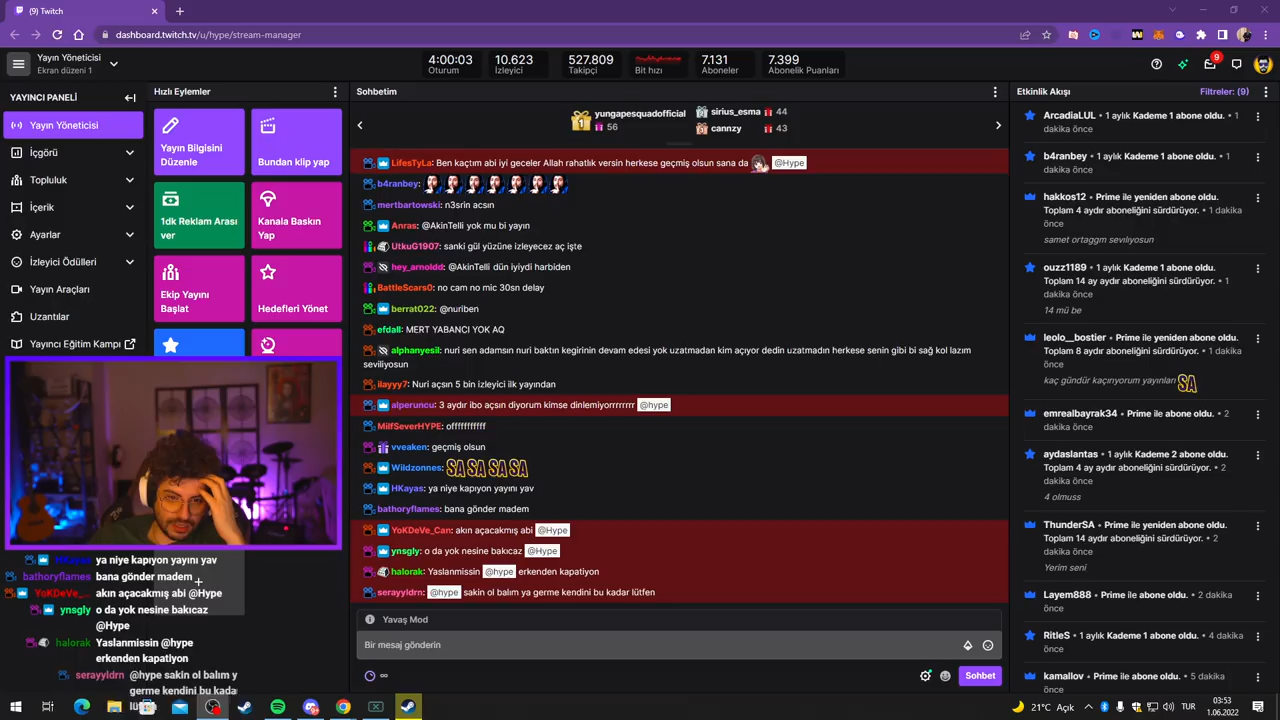 (9) Twitch
dashboard.twitch.tv/u/hype/stream-manager
Yayın Yöneticisi
Ekran düzeni 1
4:00:03
Oturum
10.623
İzleyici
527.809
Takipçi
Bit hızı
7.131
Aboneler
7.399
Abonelik Puanları
9
YAYINCI PANELİ
Yayın Yöneticisi
İçgörü
Topluluk
İçerik
Ayarlar
İzleyici Ödülleri
Yayın Araçları
Uzantılar
Yayıncı Eğitim Kampı
Hızlı Eylemler
Yayın Bilgisini
Düzenle
Bundan klip yap
1dk Reklam Arası
ver
Kanala Baskın
Yap
Ekip Yayını
Başlat
Hedefleri Yönet
HKayas: ya niye kapıyon yayını yav
bathoryflames bana gönder madem
YoKDeVe_... akın açacakmış abi @Hype
ynsgly o da yok nesine bakıcaz
@Hype
halorak Yaslanmissin @hype
erkenden kapatiyon
serayyldrn @hype sakin ol balım ya
germe kendini bu kadar
Sohbetim
1
yungapesquadofficial
56
sirius_esma 44
cannzy 43
LifesTyLa: Ben kaçtım abi iyi geceler Allah rahatlık versin herkese geçmiş olsun sana da @Hype
b4ranbey:
mertbartowski: n3srin acsın
Anras: @AkinTelli yok mu bi yayın
UtkuG1907: sanki gül yüzüne izleyecez aç işte
hey_arnoldd: @AkinTelli dün iyiydi harbiden
BattleScars0: no cam no mic 30sn delay
berrat022: @nuriben
efdall: MERT YABANCI YOK AQ
alphanyesil: nuri sen adamsın nuri baktın kegirinin devam edesi yok uzatmadan kim açıyor dedin uzatmadın herkese senin gibi bi sağ kol lazım
seviliyosun
ilayyy7: Nuri açsın 5 bin izleyici ilk yayından
alperuncu: 3 aydır ibo açsın diyorum kimse dinlemiyorrrrrrrr @hype
MilfSeverHYPE: offfffffffff
vveaken: geçmiş olsun
Wildzonnes: SA SA SA SA
HKayas: ya niye kapıyon yayını yav
bathoryflames: bana gönder madem
YoKDeVe_Can: akın açacakmış abi @Hype
ynsgly: o da yok nesine bakıcaz @Hype
halorak: Yaslanmissin @hype erkenden kapatiyon
serayyldrn: @hype sakin ol balım ya germe kendini bu kadar lütfen
Yavaş Mod
Bir mesaj gönderin
∞
Sohbet
Etkinlik Akışı
Filtreler: (9)
ArcadiaLUL • 1 aylık Kademe 1 abone oldu. • 1
dakika önce
b4ranbey • 1 aylık Kademe 1 abone oldu. • 1
dakika önce
hakkos12 • Prime ile yeniden abone oldu.
Toplam 4 aydır aboneliğini sürdürüyor. • 1 dakika
önce
samet ortaggm sevılıyosun
ouzz1189 • 1 aylık Kademe 1 abone oldu.
Toplam 14 ay aydır aboneliğini sürdürüyor. • 1
dakika önce
14 mü be
leolo__bostier • Prime ile yeniden abone oldu.
Toplam 8 aydır aboneliğini sürdürüyor. • 1
dakika önce
kaç gündür kaçırıyorum yayınları SA
emrealbayrak34 • Prime ile abone oldu. • 2
dakika önce
aydaslantas • 1 aylık Kademe 2 abone oldu.
Toplam 4 ay aydır aboneliğini sürdürüyor. • 2
dakika önce
4 olmuss
ThunderSA • Prime ile yeniden abone oldu.
Toplam 14 aydır aboneliğini sürdürüyor. • 2
dakika önce
Yerim seni
Layem888 • Prime ile abone oldu. • 2 dakika
önce
RitleS • 1 aylık Kademe 1 abone oldu. • 4 dakika
önce
kamallov • Prime ile abone oldu. • 5 dakika
önce
21°C Açık
TUR
03:53
1.06.2022